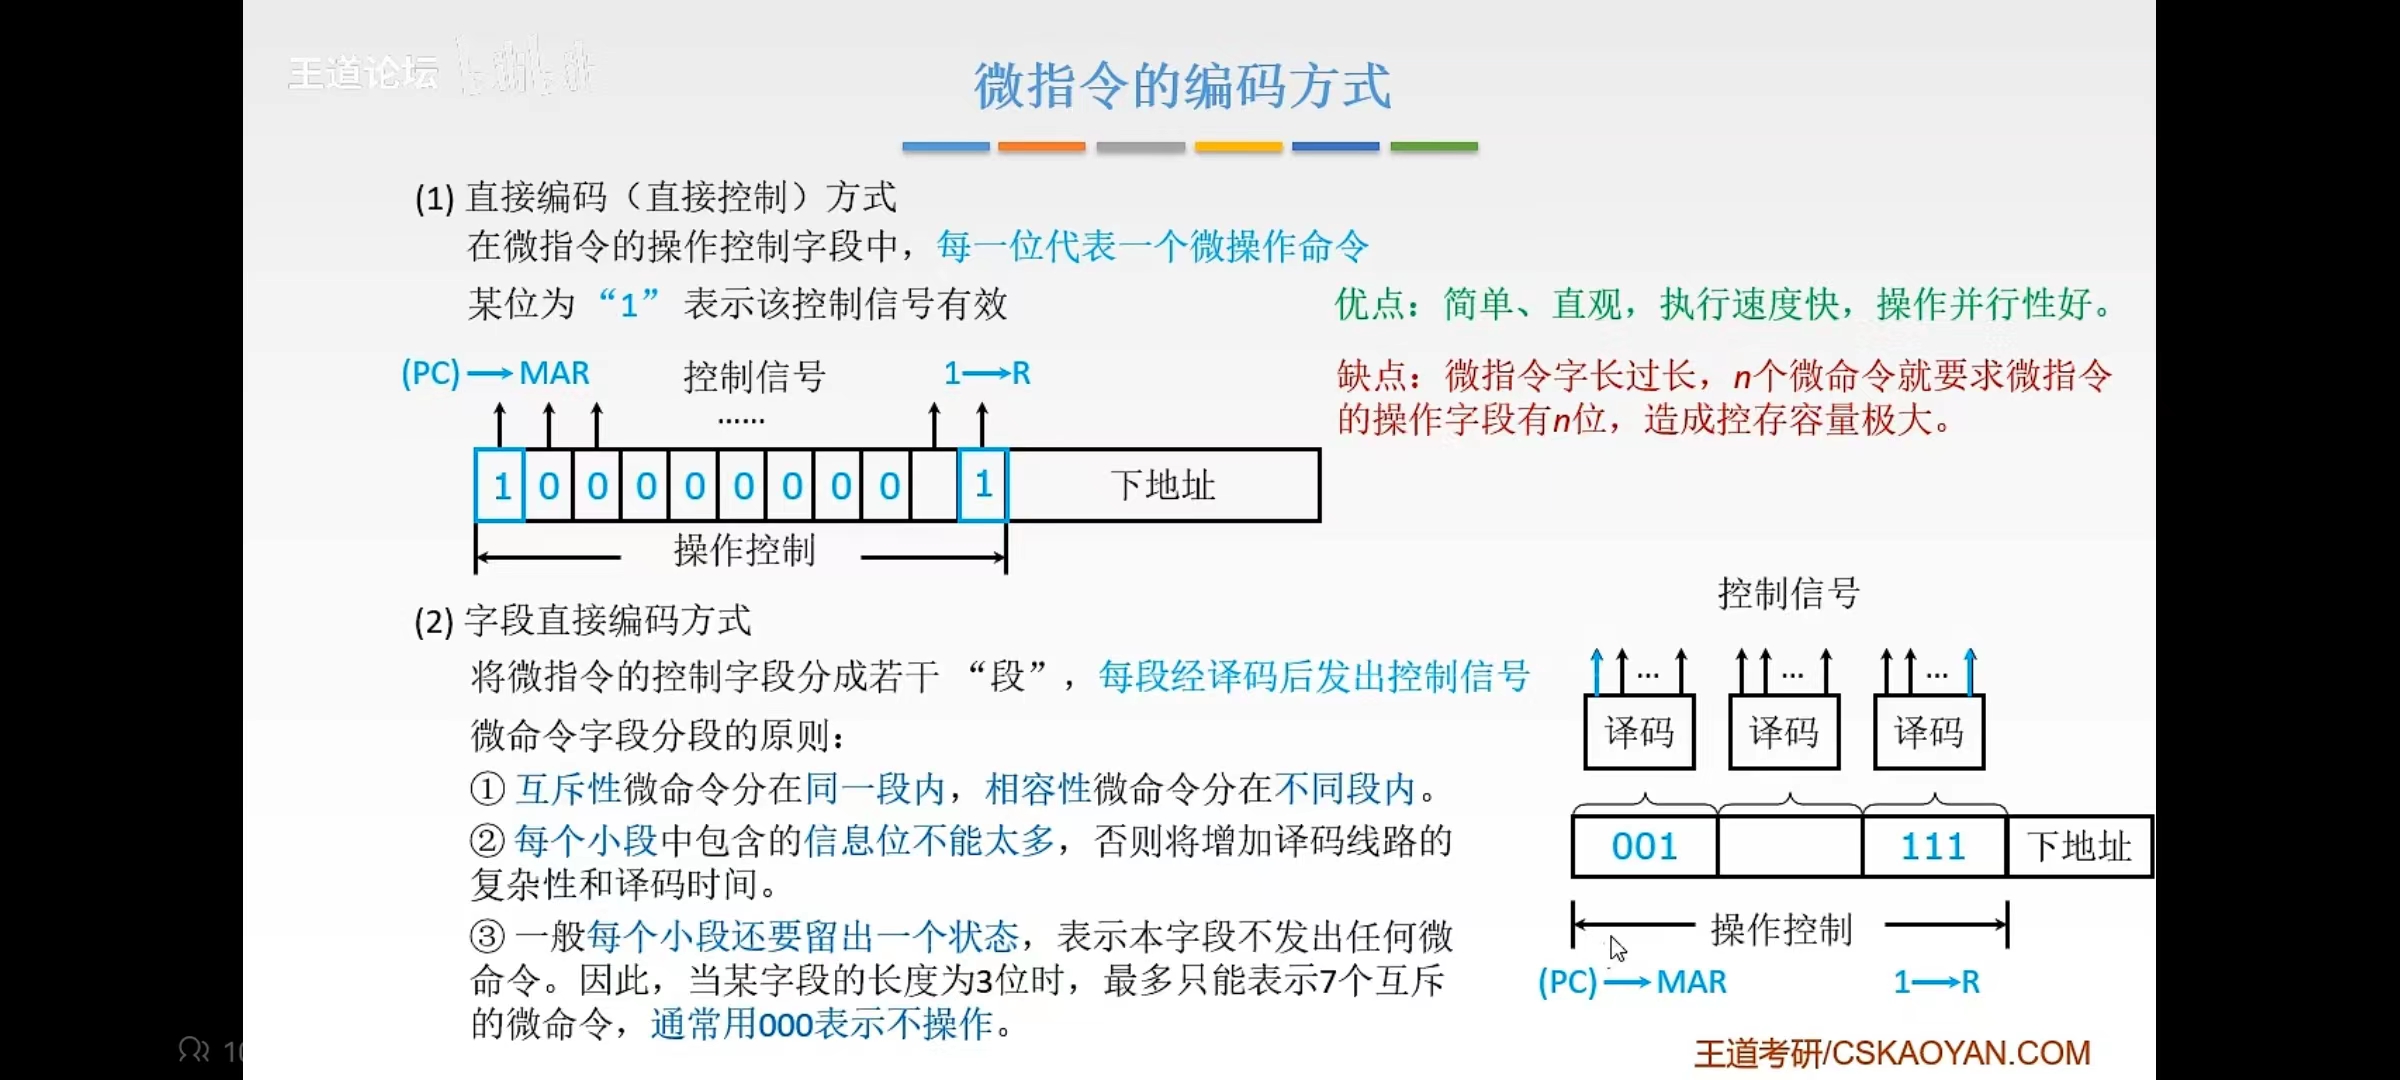 王道论坛
微指令的编码方式
(1) 直接编码（直接控制）方式
在微指令的操作控制字段中，每一位代表一个微操作命令
某位为 “1” 表示该控制信号有效
优点：简单、直观，执行速度快，操作并行性好。
缺点：微指令字长过长，n个微命令就要求微指令
的操作字段有n位，造成控存容量极大。
(PC)→MAR 控制信号 1→R
……
1 0 0 0 0 0 0 0 0 1 下地址
操作控制
(2) 字段直接编码方式
将微指令的控制字段分成若干 “段”，每段经译码后发出控制信号
微命令字段分段的原则：
① 互斥性微命令分在同一段内，相容性微命令分在不同段内。
② 每个小段中包含的信息位不能太多，否则将增加译码线路的
复杂性和译码时间。
③ 一般每个小段还要留出一个状态，表示本字段不发出任何微
命令。因此，当某字段的长度为3位时，最多只能表示7个互斥
的微命令，通常用000表示不操作。
控制信号
... ... ...
译码 译码 译码
001 111 下地址
操作控制
(PC)→MAR 1→R
王道考研/CSKAOYAN.COM